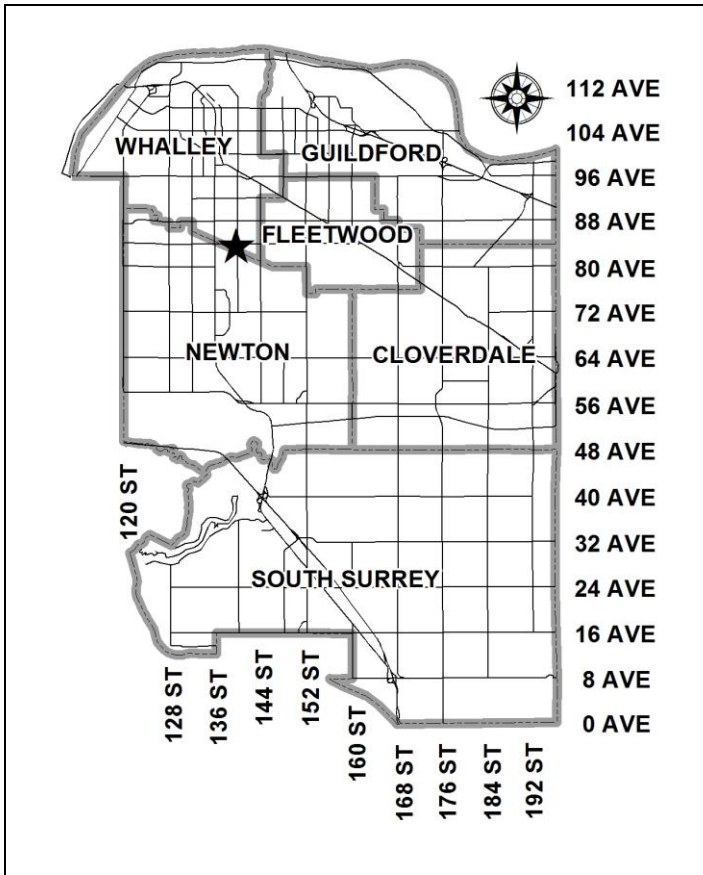 112 AVE
104 AVE
WHALLEY
GUILDFORD
96 AVE
88 AVE
FLEETWOOD
80 AVE
72 AVE
NEWTON
CLOVERDALE
64 AVE
56 AVE
48 AVE
120 ST
40 AVE
32 AVE
SOUTH SURREY
24 AVE
16 AVE
8 AVE
0 AVE
128 ST
136 ST
144 ST
152 ST
160 ST
168 ST
176 ST
184 ST
192 ST